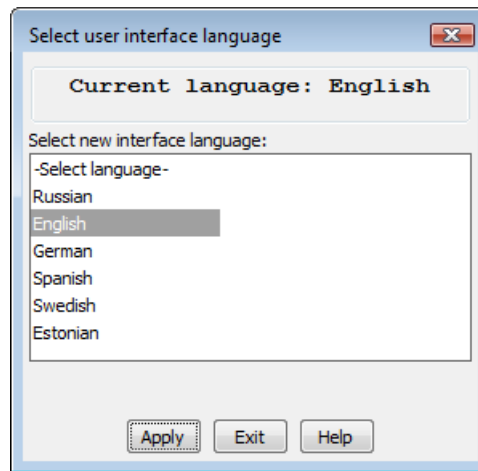 Select user interface language
Current language: English
Select new interface language:
-Select language-
Russian
English
German
Spanish
Swedish
Estonian
Apply Exit Help